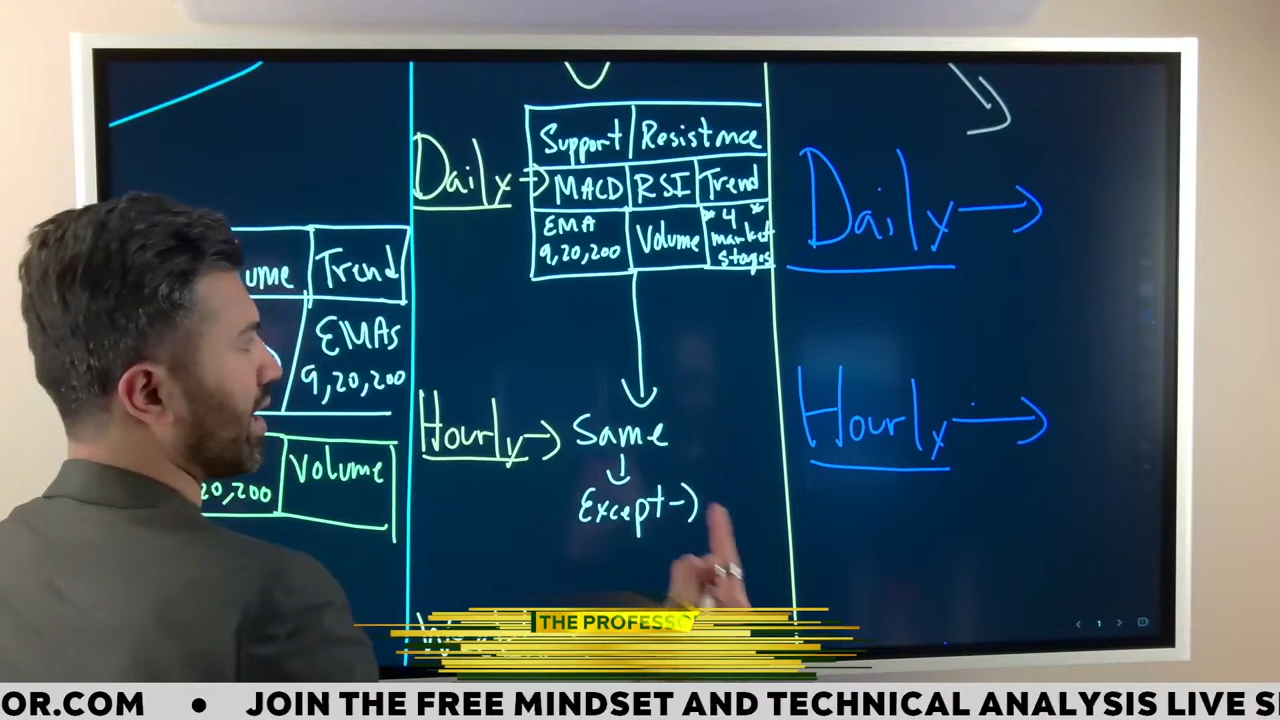 Support Resistance
Daily → MACD RSI Trend
EMA
9,20,200
Volume
* 4 *
market
stages
Trend
EMAs
9,20,200
20,200
Volume
Hourly → Same
↓
Except →
Daily →
Hourly →
1
THE PROFESSO
OR.COM • JOIN THE FREE MINDSET AND TECHNICAL ANALYSIS LIVE S